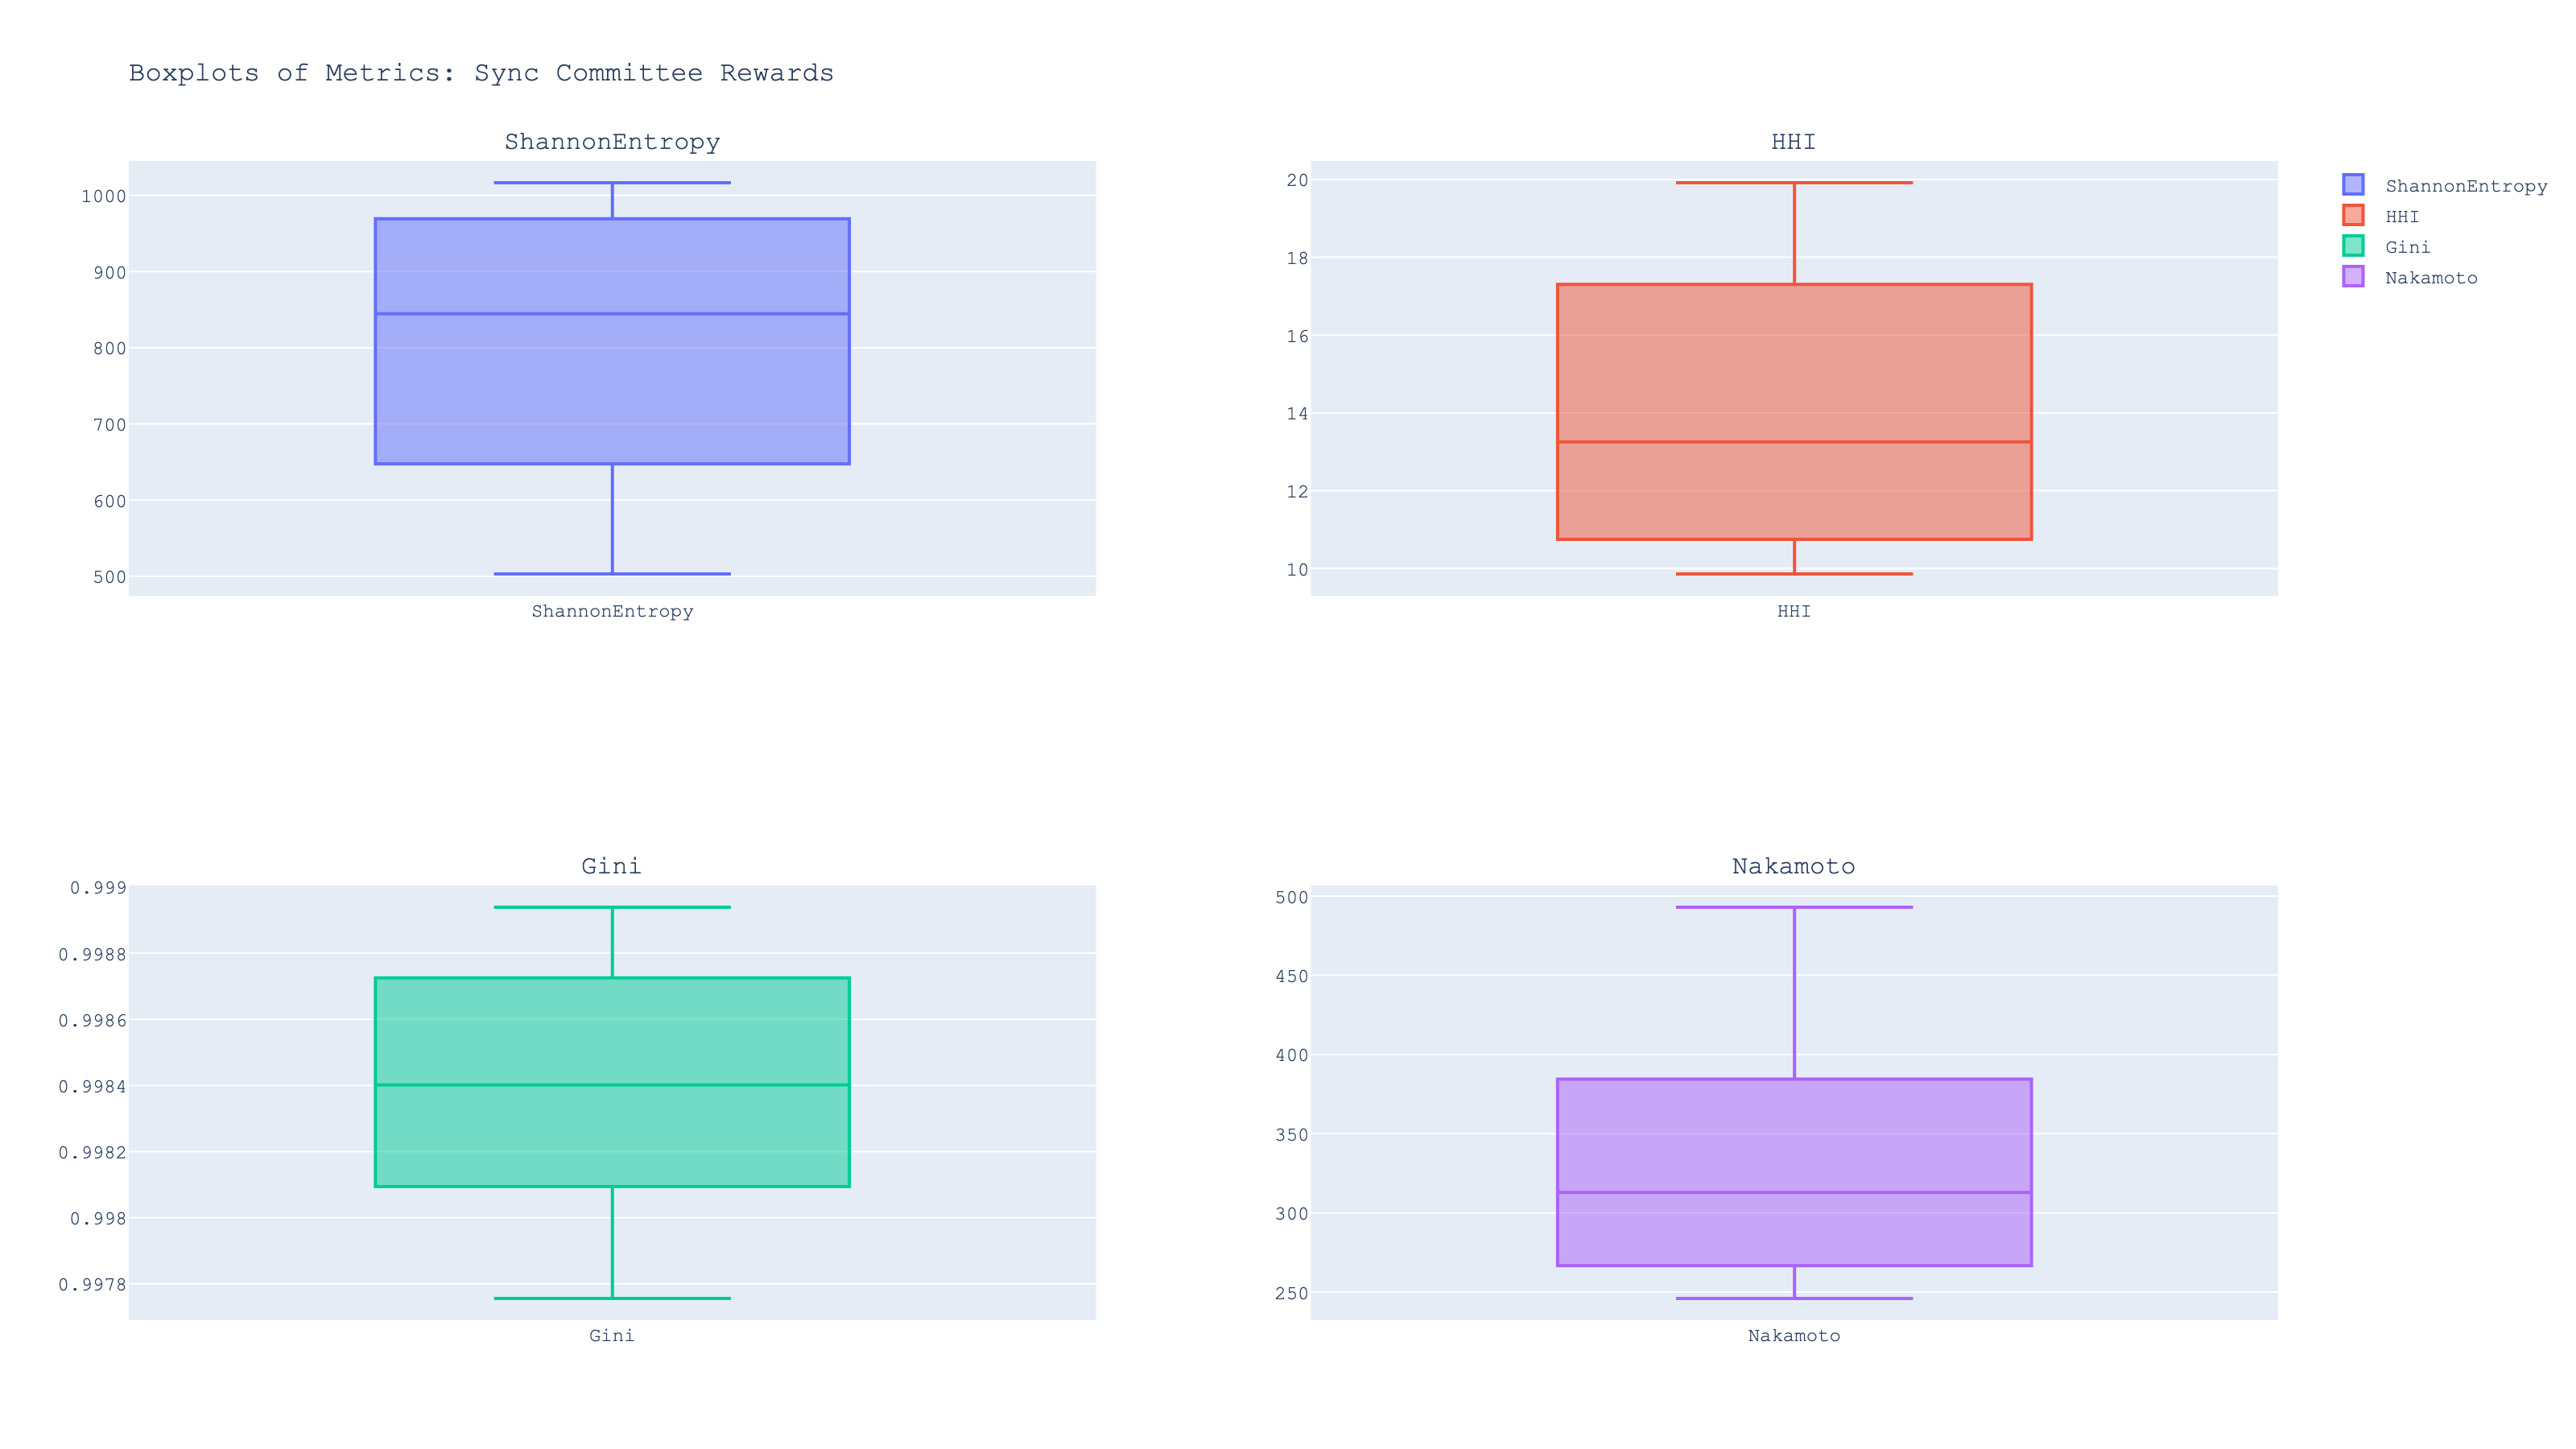 Boxplots of Metrics: Sync Committee Rewards
ShannonEntropy
1000
900
800
700
600
500
ShannonEntropy
HHI
20
18
16
14
12
10
HHI
ShannonEntropy
HHI
Gini
Nakamoto
Gini
0.999
0.9988
0.9986
0.9984
0.9982
0.998
0.9978
Gini
Nakamoto
500
450
400
350
300
250
Nakamoto